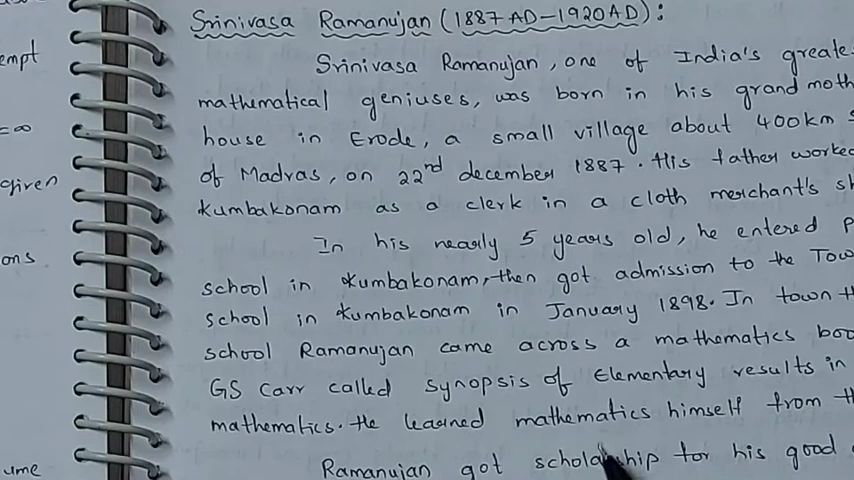 empt
=∞
given
ons
ume
Srinivasa Ramanujan (1887 AD-1920 AD):
Srinivasa Ramanujan, one of India's greate
mathematical geniuses, was born in his grand moth
house in Erode, a small village about 400km s
of Madras, on 22nd december 1887. His father worked
Kumbakonam as a clerk in a cloth merchant's sh
In his nearly 5 years old, he entered P
school in Kumbakonam, then got admission to the Tow
school in Kumbakonam in January 1898. In town th
school Ramanujan came across a mathematics boo
GS Carr called Synopsis of Elementary results in
mathematics. He learned mathematics himself from th
Ramanujan got scholarship for his good